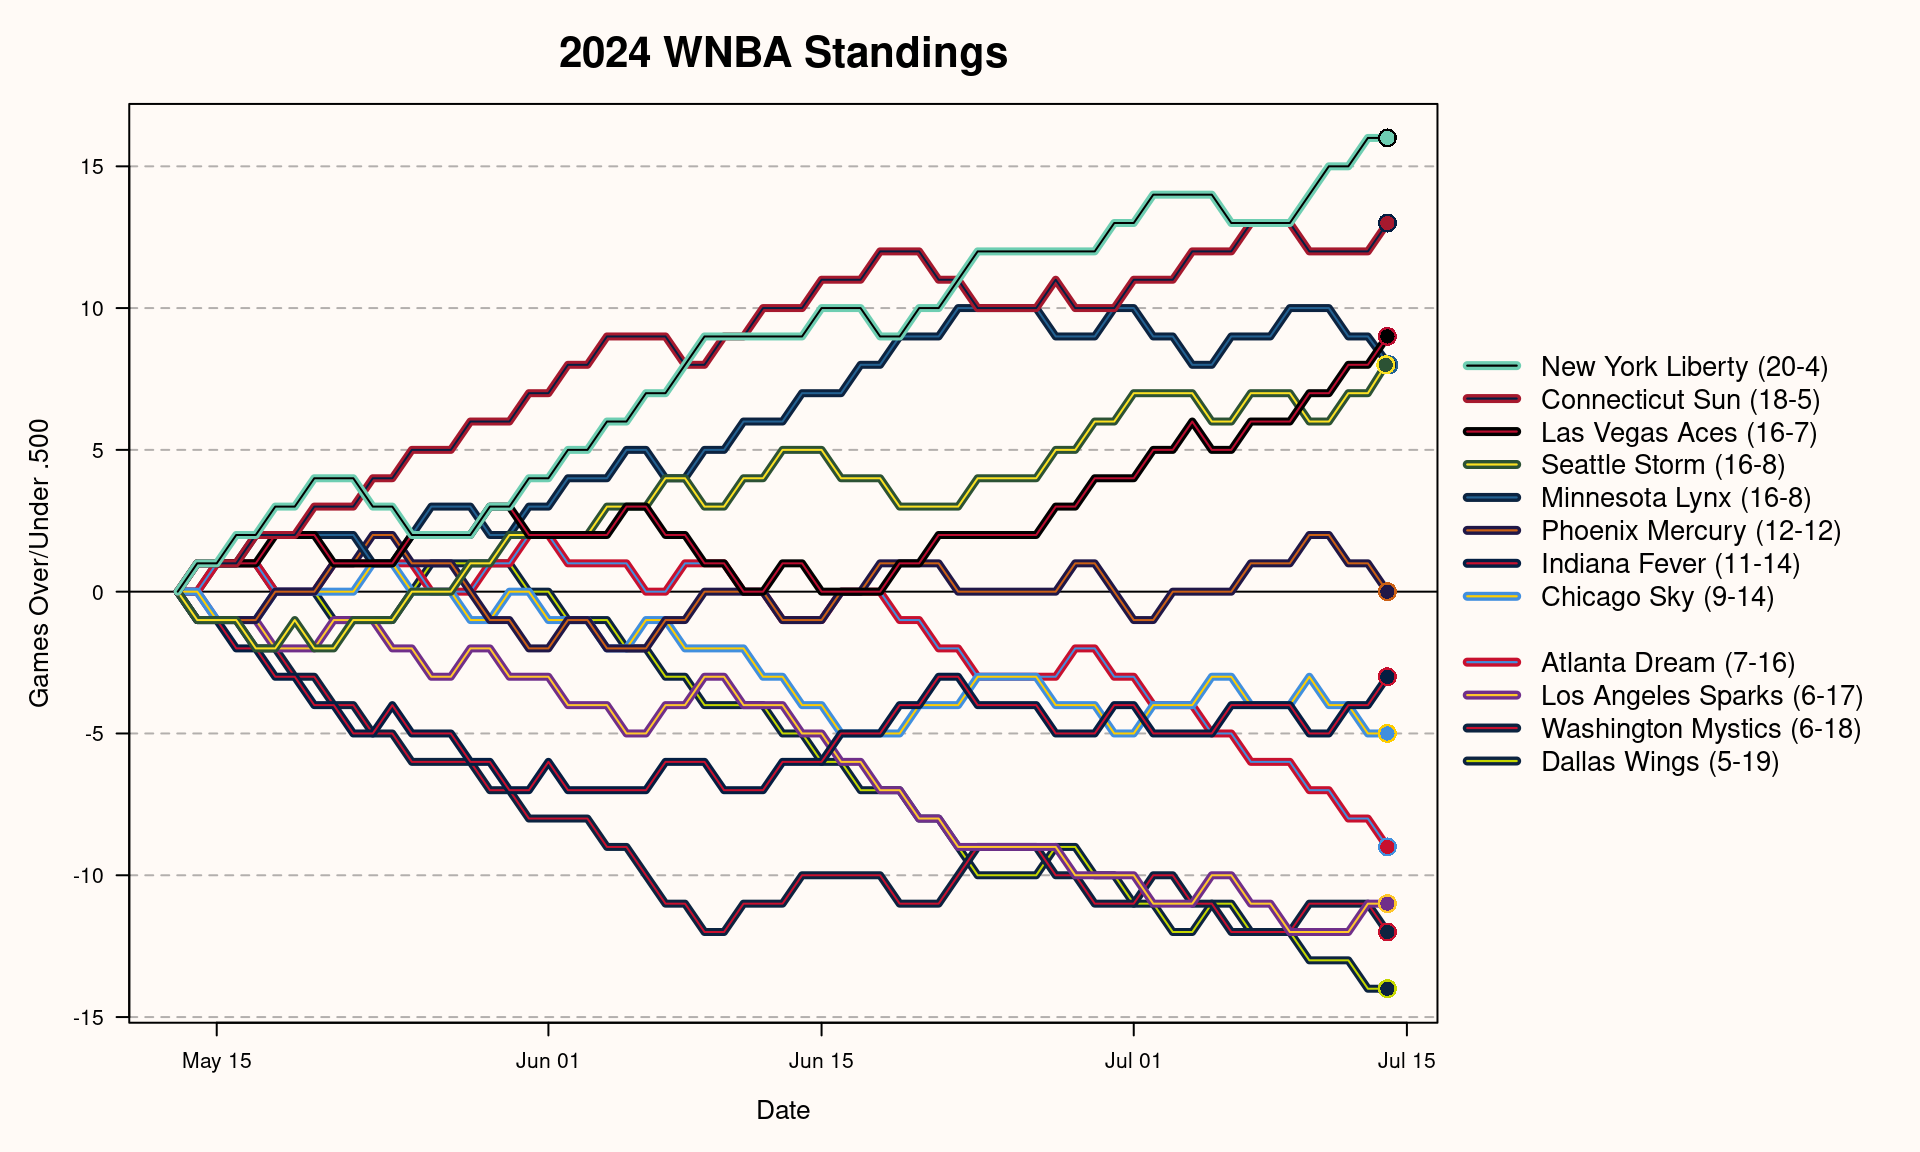 2024 WNBA Standings
Games Over/Under .500
15
10
5
0
-5
-10
-15
May 15
Jun 01
Jun 15
Jul 01
Jul 15
Date
New York Liberty (20-4)
Connecticut Sun (18-5)
Las Vegas Aces (16-7)
Seattle Storm (16-8)
Minnesota Lynx (16-8)
Phoenix Mercury (12-12)
Indiana Fever (11-14)
Chicago Sky (9-14)
Atlanta Dream (7-16)
Los Angeles Sparks (6-17)
Washington Mystics (6-18)
Dallas Wings (5-19)